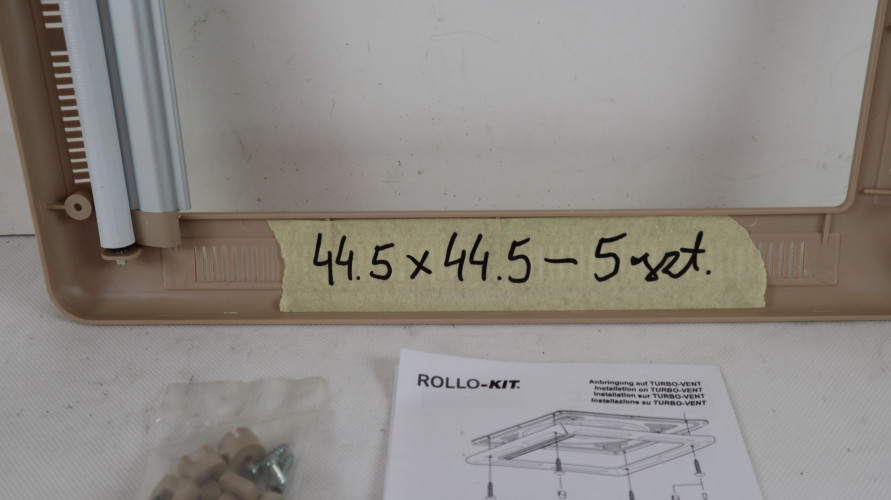 44.5 x 44.5 - 5 szt.
ROLLO-KIT.
Anbringung auf TURBO-VENT
Installation on TURBO-VENT
Installation sur TURBO-VENT
Installazione su TURBO-VENT